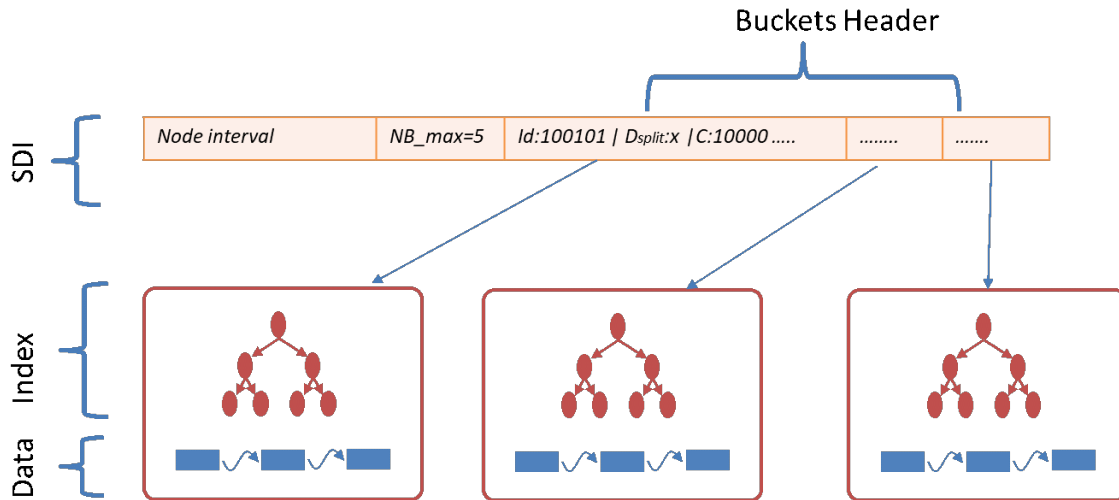 Buckets Header
SDI
Node interval
NB_max=5
Id:100101 | Dsplit:x |C:10000 .....
........
.......
Index
Data